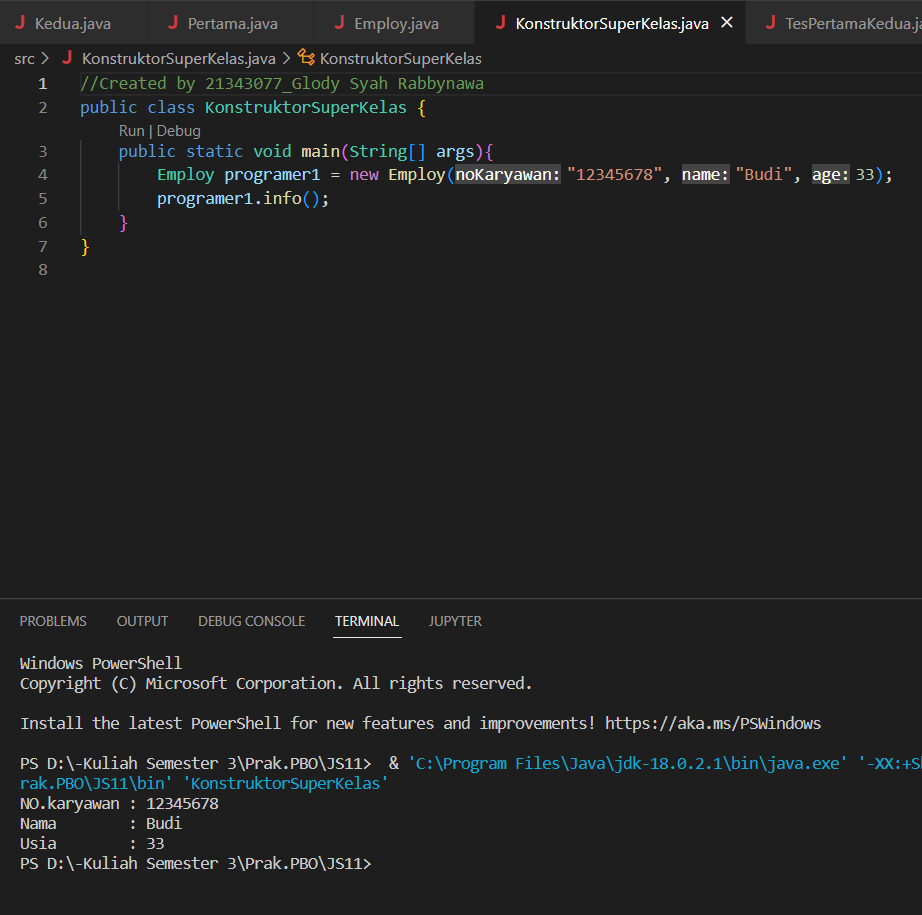 J Kedua.java J Pertama.java J Employ.java J KonstruktorSuperKelas.java × J TesPertamaKedua.ja
src > J KonstruktorSuperKelas.java > KonstruktorSuperKelas
1 //Created by 21343077_Glody Syah Rabbynawa
2 public class KonstruktorSuperKelas {
Run | Debug
3 public static void main(String[] args){
4 Employ programer1 = new Employ(noKaryawan: "12345678", name: "Budi", age: 33);
5 programer1.info();
6 }
7 }
8
PROBLEMS OUTPUT DEBUG CONSOLE TERMINAL JUPYTER
Windows PowerShell
Copyright (C) Microsoft Corporation. All rights reserved.
Install the latest PowerShell for new features and improvements! https://aka.ms/PSWindows
PS D:\-Kuliah Semester 3\Prak.PBO\JS11> & 'C:\Program Files\Java\jdk-18.0.2.1\bin\java.exe' '-XX:+Sh
rak.PBO\JS11\bin' 'KonstruktorSuperKelas'
NO.karyawan : 12345678
Nama : Budi
Usia : 33
PS D:\-Kuliah Semester 3\Prak.PBO\JS11>